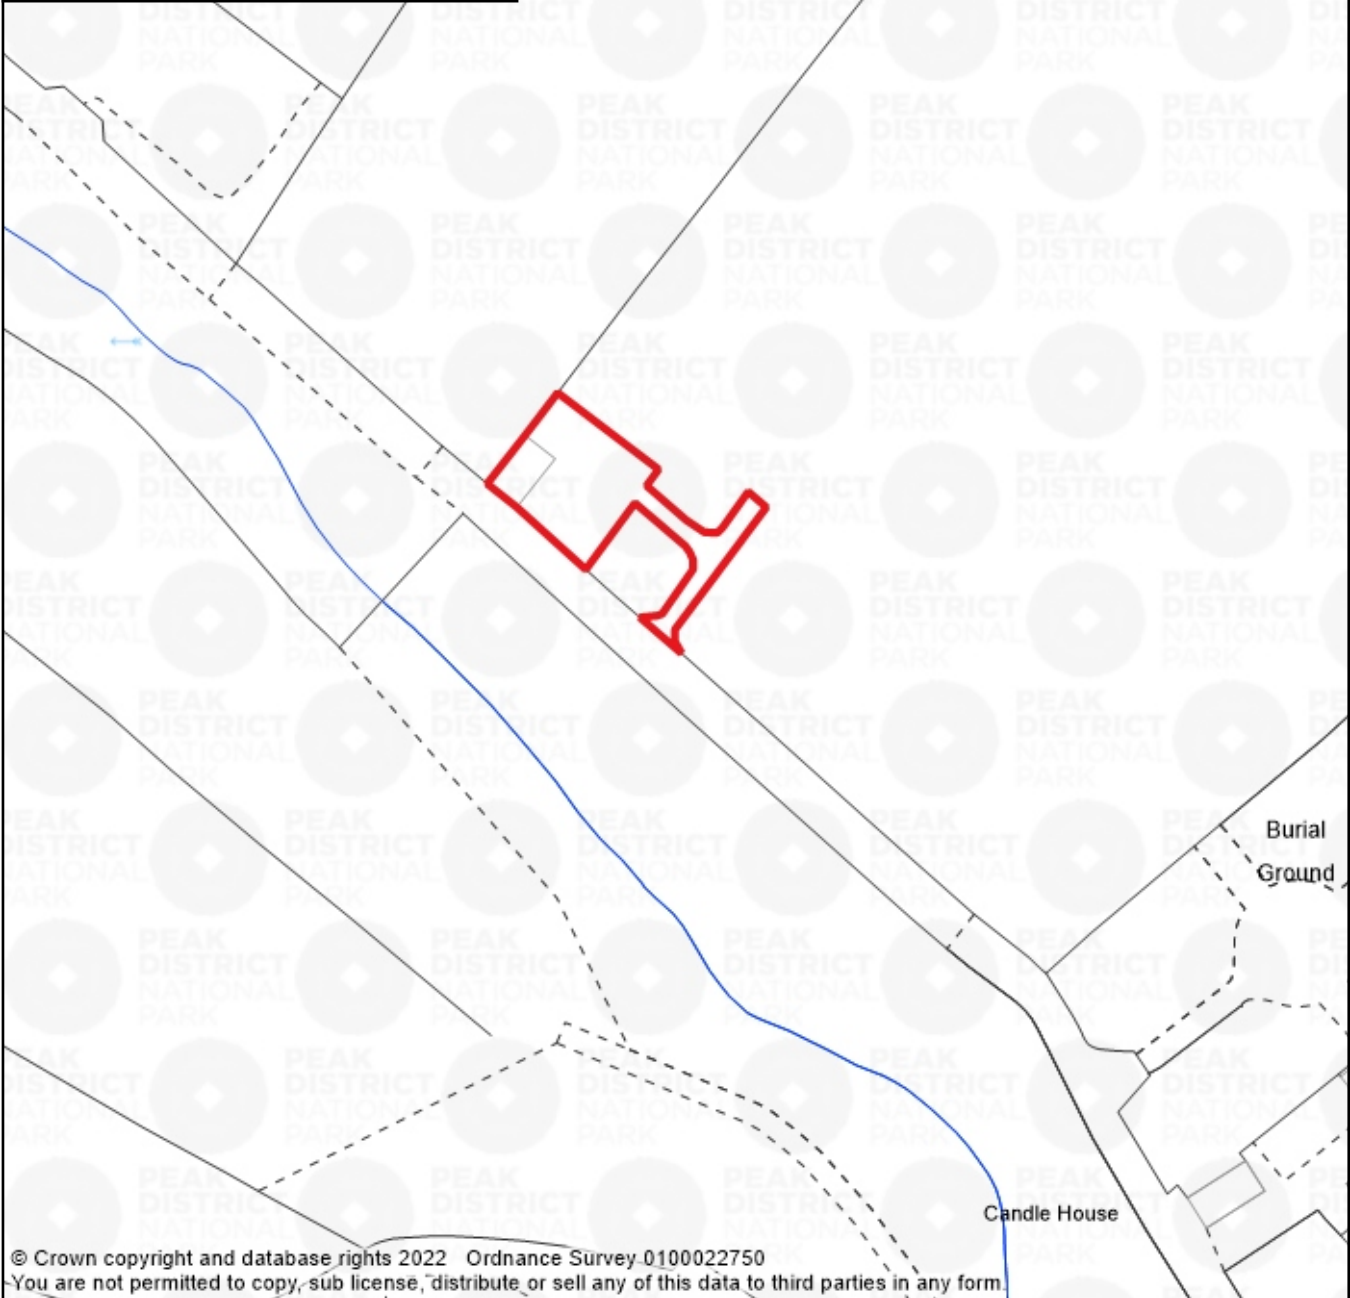 Burial
Ground
Candle House
© Crown copyright and database rights 2022 Ordnance Survey 0100022750
You are not permitted to copy, sub license, distribute or sell any of this data to third parties in any form.
PEAK
DISTRICT
NATIONAL
PARK